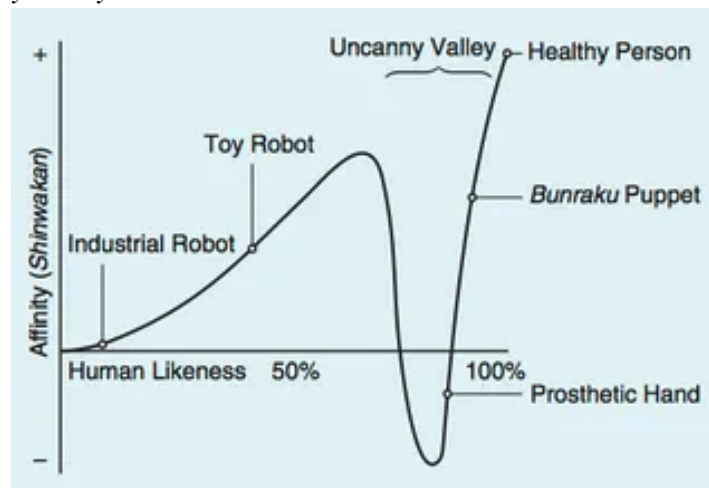 +
Uncanny Valley
Healthy Person
Toy Robot
Bunraku Puppet
Industrial Robot
Affinity (Shinwakan)
Human Likeness 50% 100%
Prosthetic Hand
–